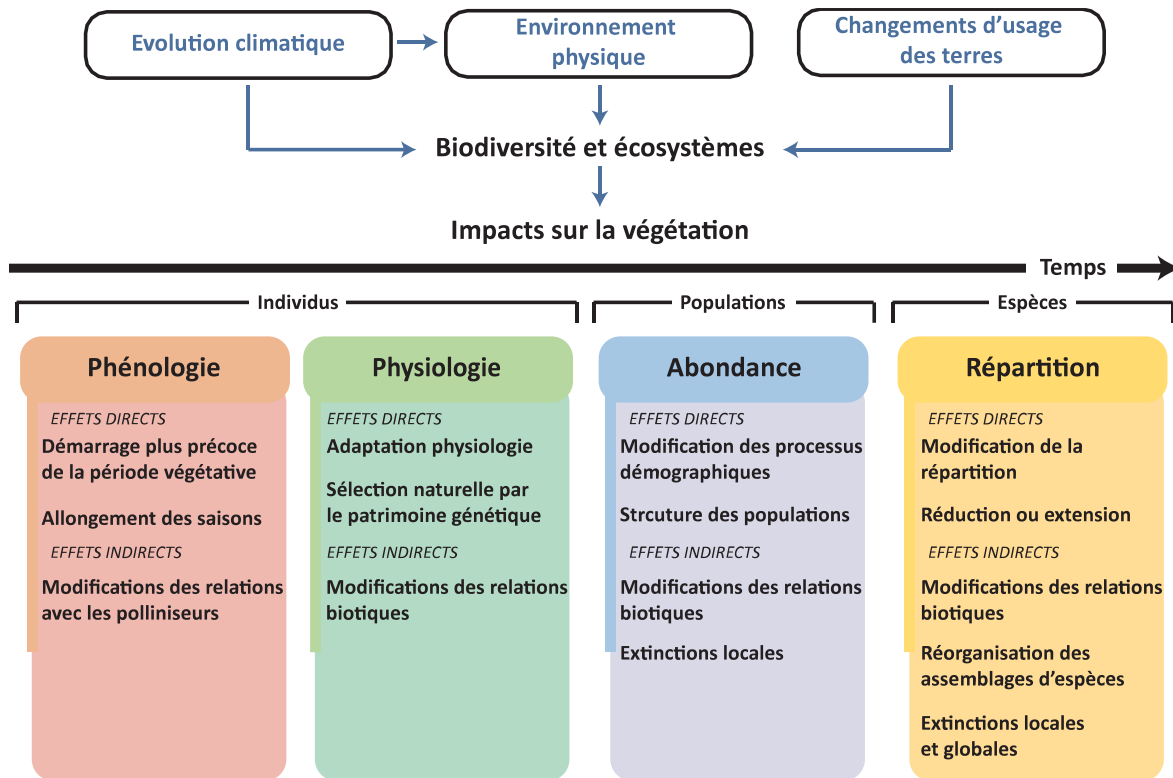 Evolution climatique
Environnement
physique
Changements d'usage
des terres
Biodiversité et écosystèmes
Impacts sur la végétation
Temps
Individus
Populations
Espèces
Phénologie
EFFETS DIRECTS
Démarrage plus précoce
de la période végétative
Allongement des saisons
EFFETS INDIRECTS
Modifications des relations
avec les polliniseurs
Physiologie
EFFETS DIRECTS
Adaptation physiologie
Sélection naturelle par
le patrimoine génétique
EFFETS INDIRECTS
Modifications des relations
biotiques
Abondance
EFFETS DIRECTS
Modification des processus
démographiques
Strcuture des populations
EFFETS INDIRECTS
Modifications des relations
biotiques
Extinctions locales
Répartition
EFFETS DIRECTS
Modification de la
répartition
Réduction ou extension
EFFETS INDIRECTS
Modifications des relations
biotiques
Réorganisation des
assemblages d'espèces
Extinctions locales
et globales